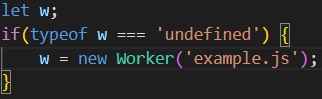 let w;
if(typeof w === 'undefined') {
    w = new Worker('example.js');
}